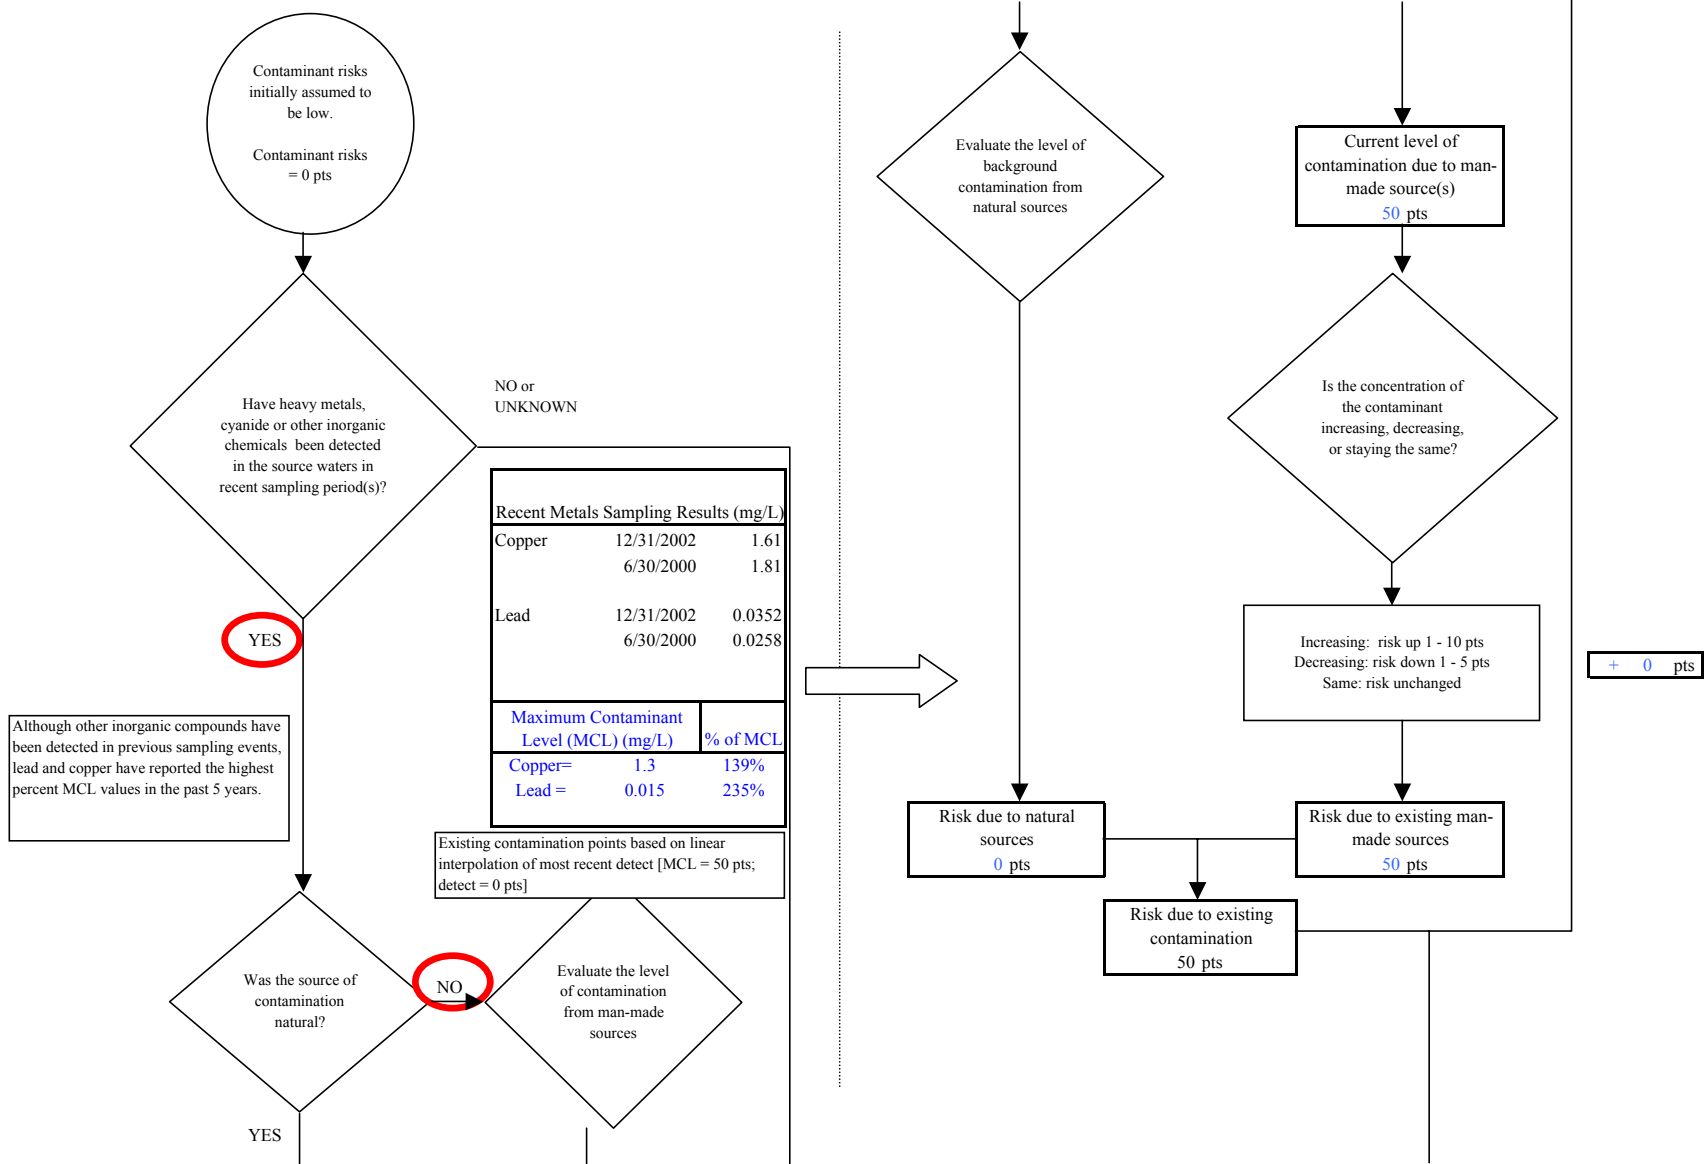 Contaminant risks
initially assumed to
be low.
Contaminant risks
= 0 pts
Have heavy metals,
cyanide or other inorganic
chemicals been detected
in the source waters in
recent sampling period(s)?
NO or
UNKNOWN
YES
Recent Metals Sampling Results (mg/L)
Copper 12/31/2002 1.61
6/30/2000 1.81
Lead 12/31/2002 0.0352
6/30/2000 0.0258
Maximum Contaminant
Level (MCL) (mg/L) % of MCL
Copper= 1.3 139%
Lead = 0.015 235%
Although other inorganic compounds have
been detected in previous sampling events,
lead and copper have reported the highest
percent MCL values in the past 5 years.
Existing contamination points based on linear
interpolation of most recent detect [MCL = 50 pts;
detect = 0 pts]
Was the source of
contamination
natural?
NO
Evaluate the level
of contamination
from man-made
sources
YES
Evaluate the level of
background
contamination from
natural sources
Current level of
contamination due to man-
made source(s)
50 pts
Is the concentration of
the contaminant
increasing, decreasing,
or staying the same?
Increasing: risk up 1 - 10 pts
Decreasing: risk down 1 - 5 pts
Same: risk unchanged
+ 0 pts
Risk due to natural
sources
0 pts
Risk due to existing man-
made sources
50 pts
Risk due to existing
contamination
50 pts